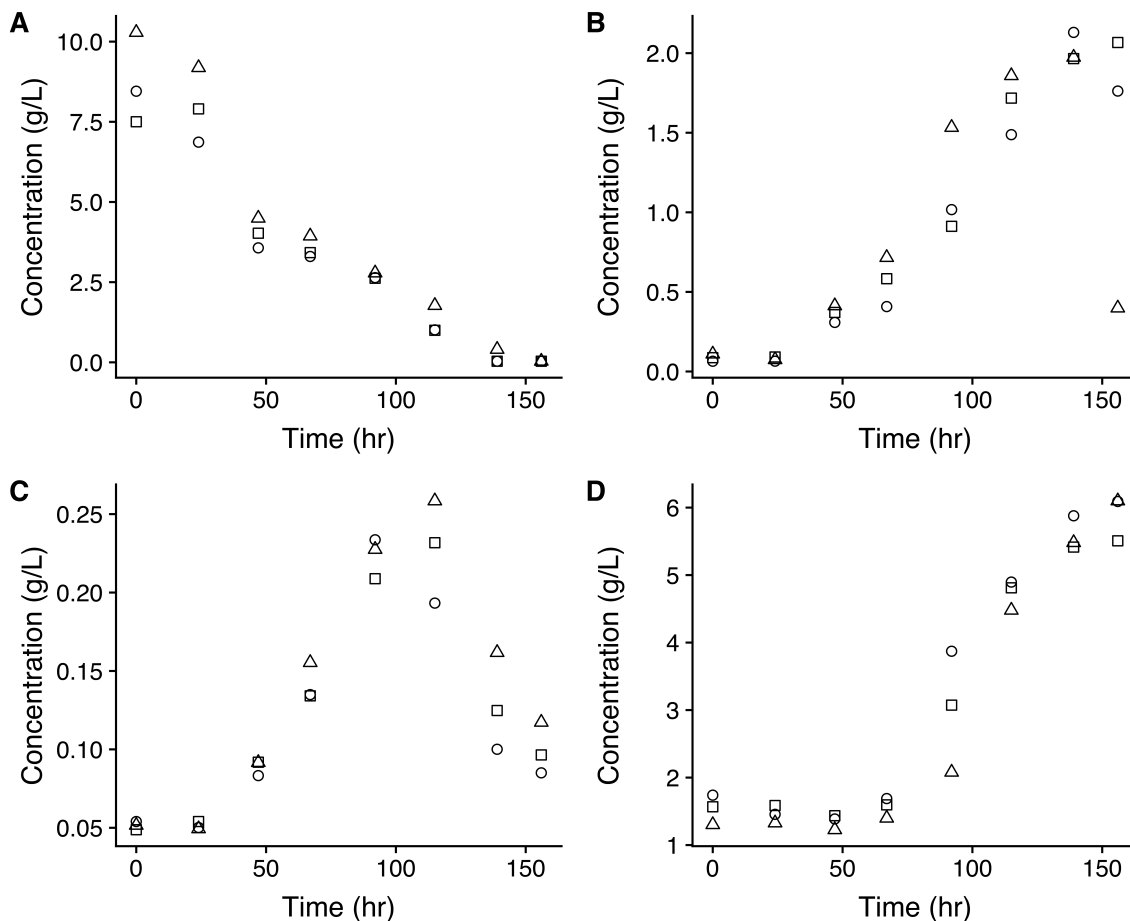 A
Concentration (g/L)
10.0
7.5
5.0
2.5
0.0
0 50 100 150
Time (hr)
B
Concentration (g/L)
2.0
1.5
1.0
0.5
0.0
0 50 100 150
Time (hr)
C
Concentration (g/L)
0.25
0.20
0.15
0.10
0.05
0 50 100 150
Time (hr)
D
Concentration (g/L)
6
5
4
3
2
1
0 50 100 150
Time (hr)